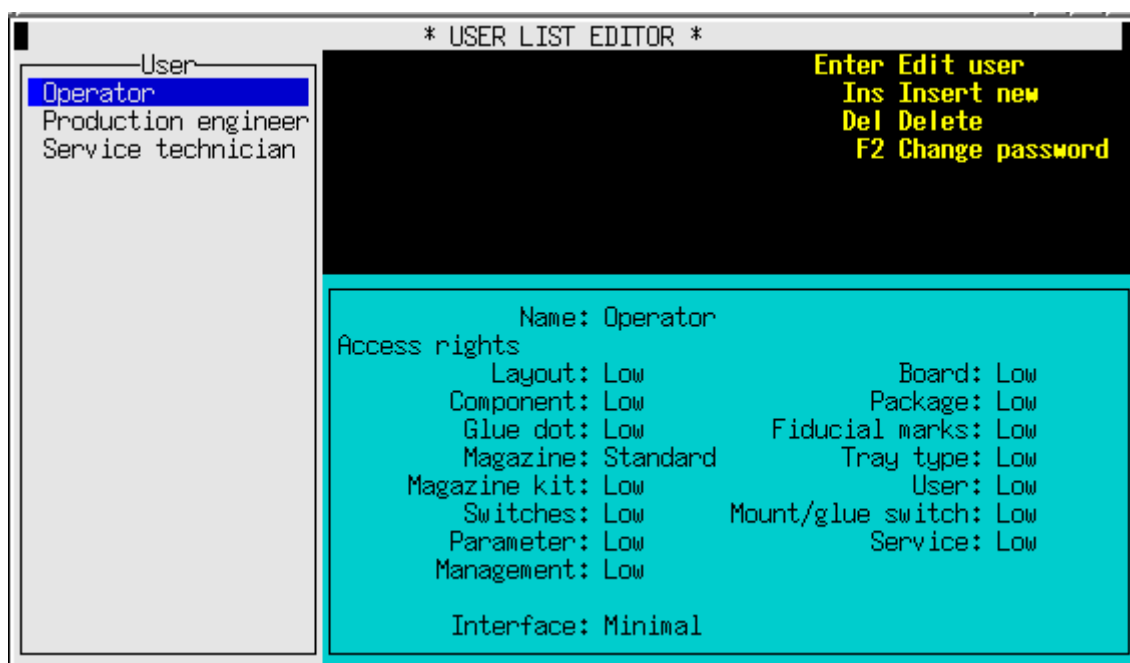 * USER LIST EDITOR *
User
Operator
Production engineer
Service technician
Enter Edit user
Ins Insert new
Del Delete
F2 Change password
Name: Operator
Access rights
Layout: Low Board: Low
Component: Low Package: Low
Glue dot: Low Fiducial marks: Low
Magazine: Standard Tray type: Low
Magazine kit: Low User: Low
Switches: Low Mount/glue switch: Low
Parameter: Low Service: Low
Management: Low
Interface: Minimal